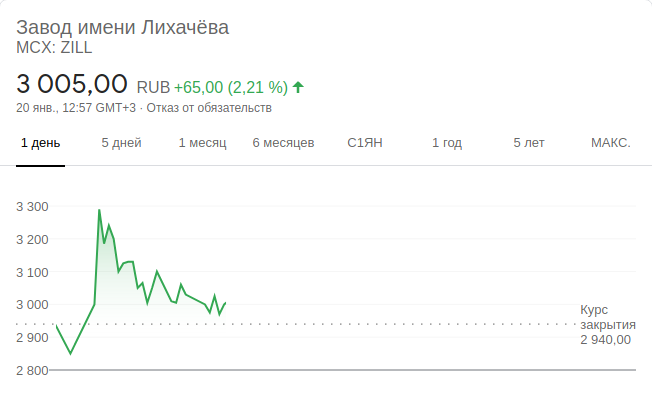 Завод имени Лихачёва
MCX: ZILL
3 005,00 RUB +65,00 (2,21 %)
20 янв., 12:57 GMT+3 · Отказ от обязательств
1 день 5 дней 1 месяц 6 месяцев С1ЯН 1 год 5 лет МАКС.
3 300
3 200
3 100
3 000
Курс
закрытия
2 900
2 940,00
2 800